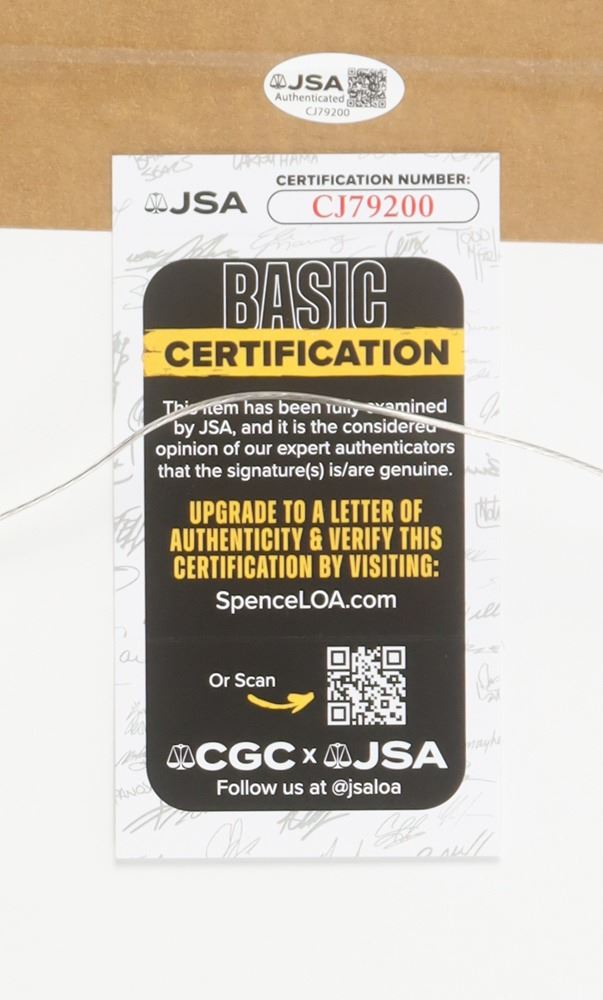 JSA
Authenticated
CJ79200
LARRY HAMA
JSA
CERTIFICATION NUMBER:
CJ79200
BASIC
CERTIFICATION
This item has been fully examined
by JSA, and it is the considered
opinion of our expert authenticators
that the signature(s) is/are genuine.
UPGRADE TO A LETTER OF
AUTHENTICITY & VERIFY THIS
CERTIFICATION BY VISITING:
SpenceLOA.com
Or Scan
CGC x JSA
Follow us at @jsaloa